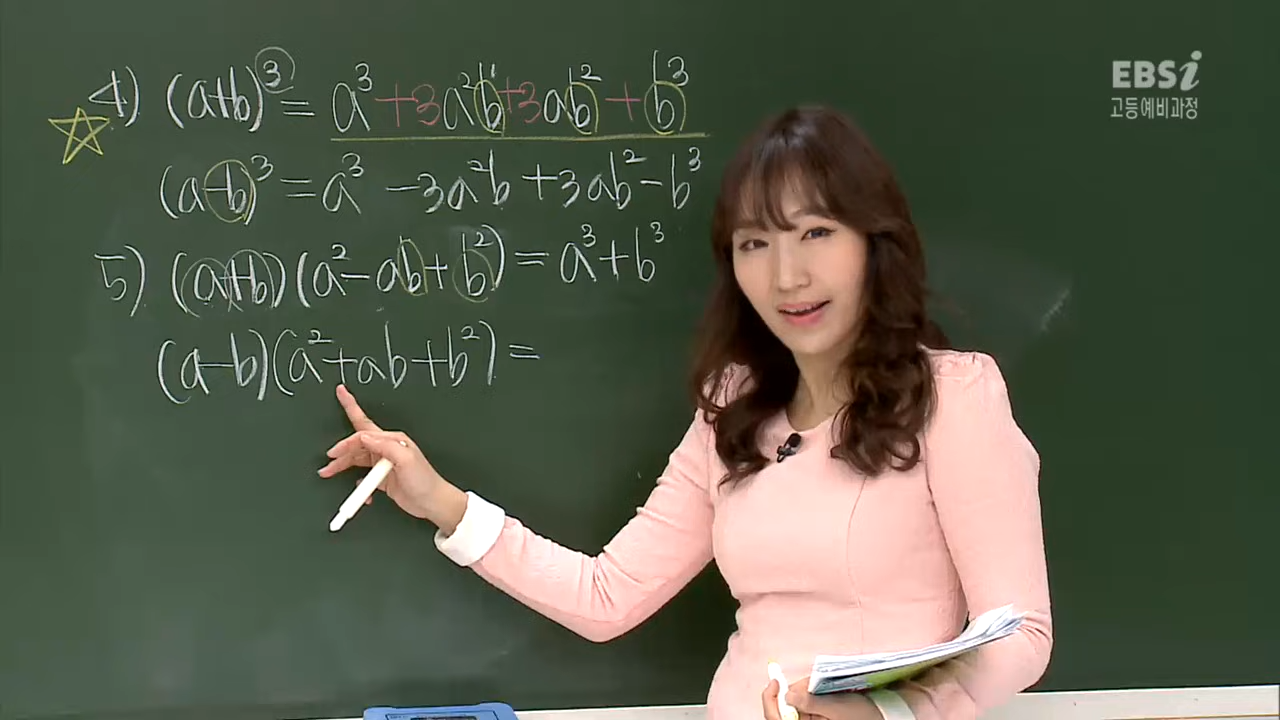 4) (a+b)³ = a³ +3a²b+3ab² + b³
(a-b)³ = a³ -3a²b +3ab² - b³
5) (a+b)(a²-ab+b²) = a³+b³
(a-b)(a²+ab+b²) =
EBSi
고등예비과정